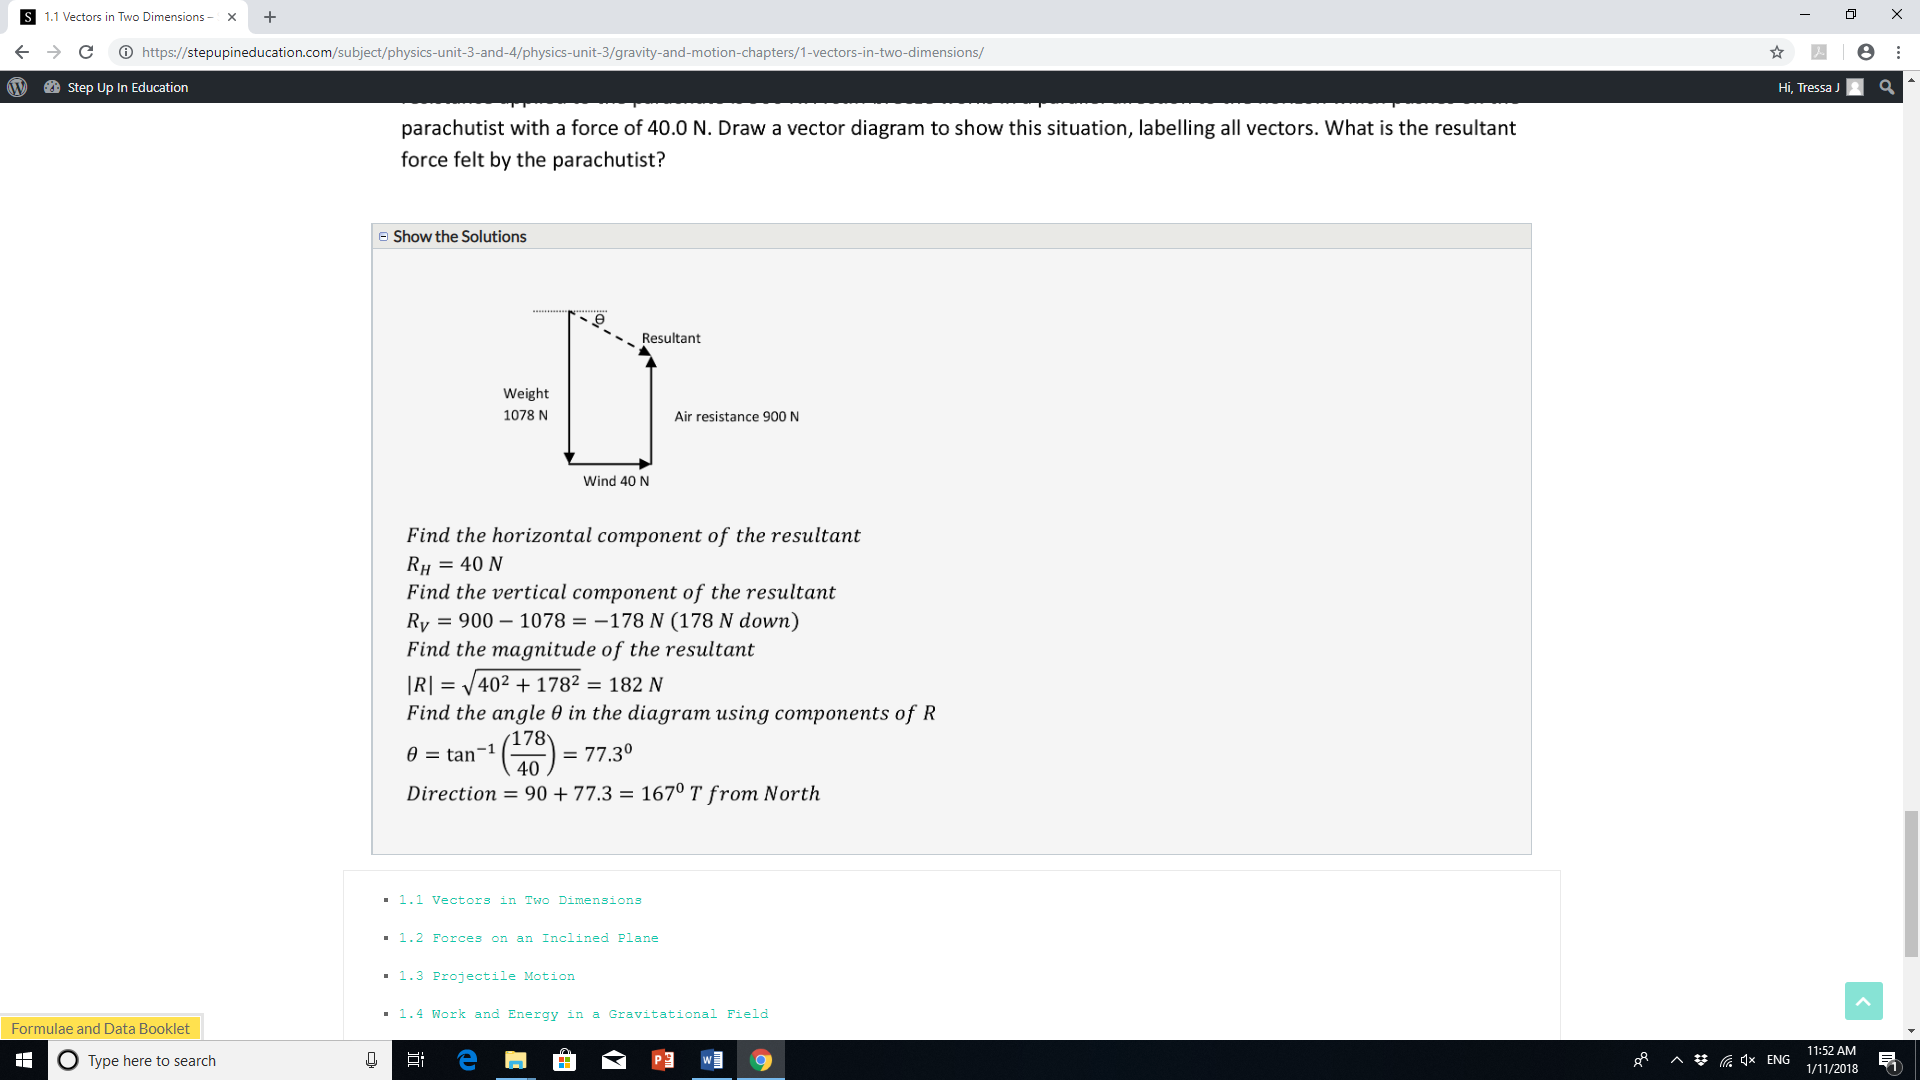 1.1 Vectors in Two Dimensions -
https://stepupineducation.com/subject/physics-unit-3-and-4/physics-unit-3/gravity-and-motion-chapters/1-vectors-in-two-dimensions/
Step Up In Education
Hi, Tressa J
parachutist with a force of 40.0 N. Draw a vector diagram to show this situation, labelling all vectors. What is the resultant
force felt by the parachutist?
Show the Solutions
θ
Resultant
Weight
1078 N
Air resistance 900 N
Wind 40 N
Find the horizontal component of the resultant
R_H = 40 N
Find the vertical component of the resultant
R_V = 900 − 1078 = −178 N (178 N down)
Find the magnitude of the resultant
|R| = √40² + 178² = 182 N
Find the angle θ in the diagram using components of R
θ = tan⁻¹ (178/40) = 77.3⁰
Direction = 90 + 77.3 = 167⁰ T from North
1.1 Vectors in Two Dimensions
1.2 Forces on an Inclined Plane
1.3 Projectile Motion
1.4 Work and Energy in a Gravitational Field
Formulae and Data Booklet
Type here to search
ENG
11:52 AM
1/11/2018